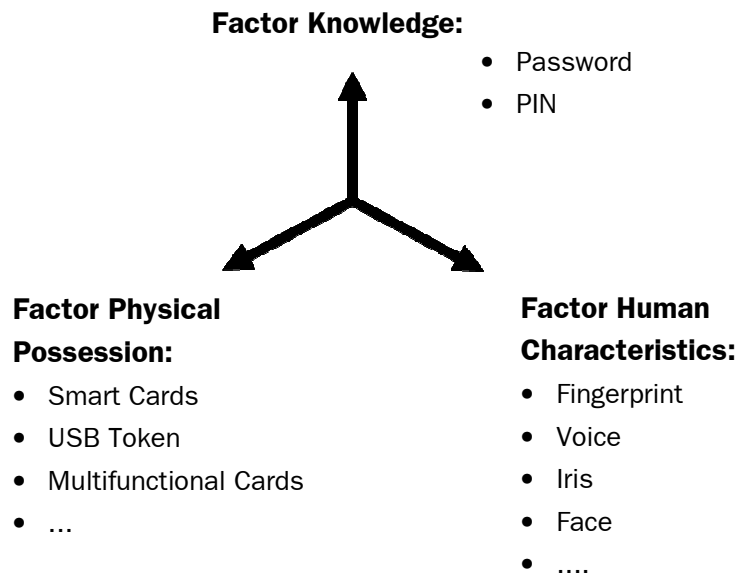 Factor Knowledge:
• Password
• PIN
Factor Physical
Possession:
• Smart Cards
• USB Token
• Multifunctional Cards
• ...
Factor Human
Characteristics:
• Fingerprint
• Voice
• Iris
• Face
• ....